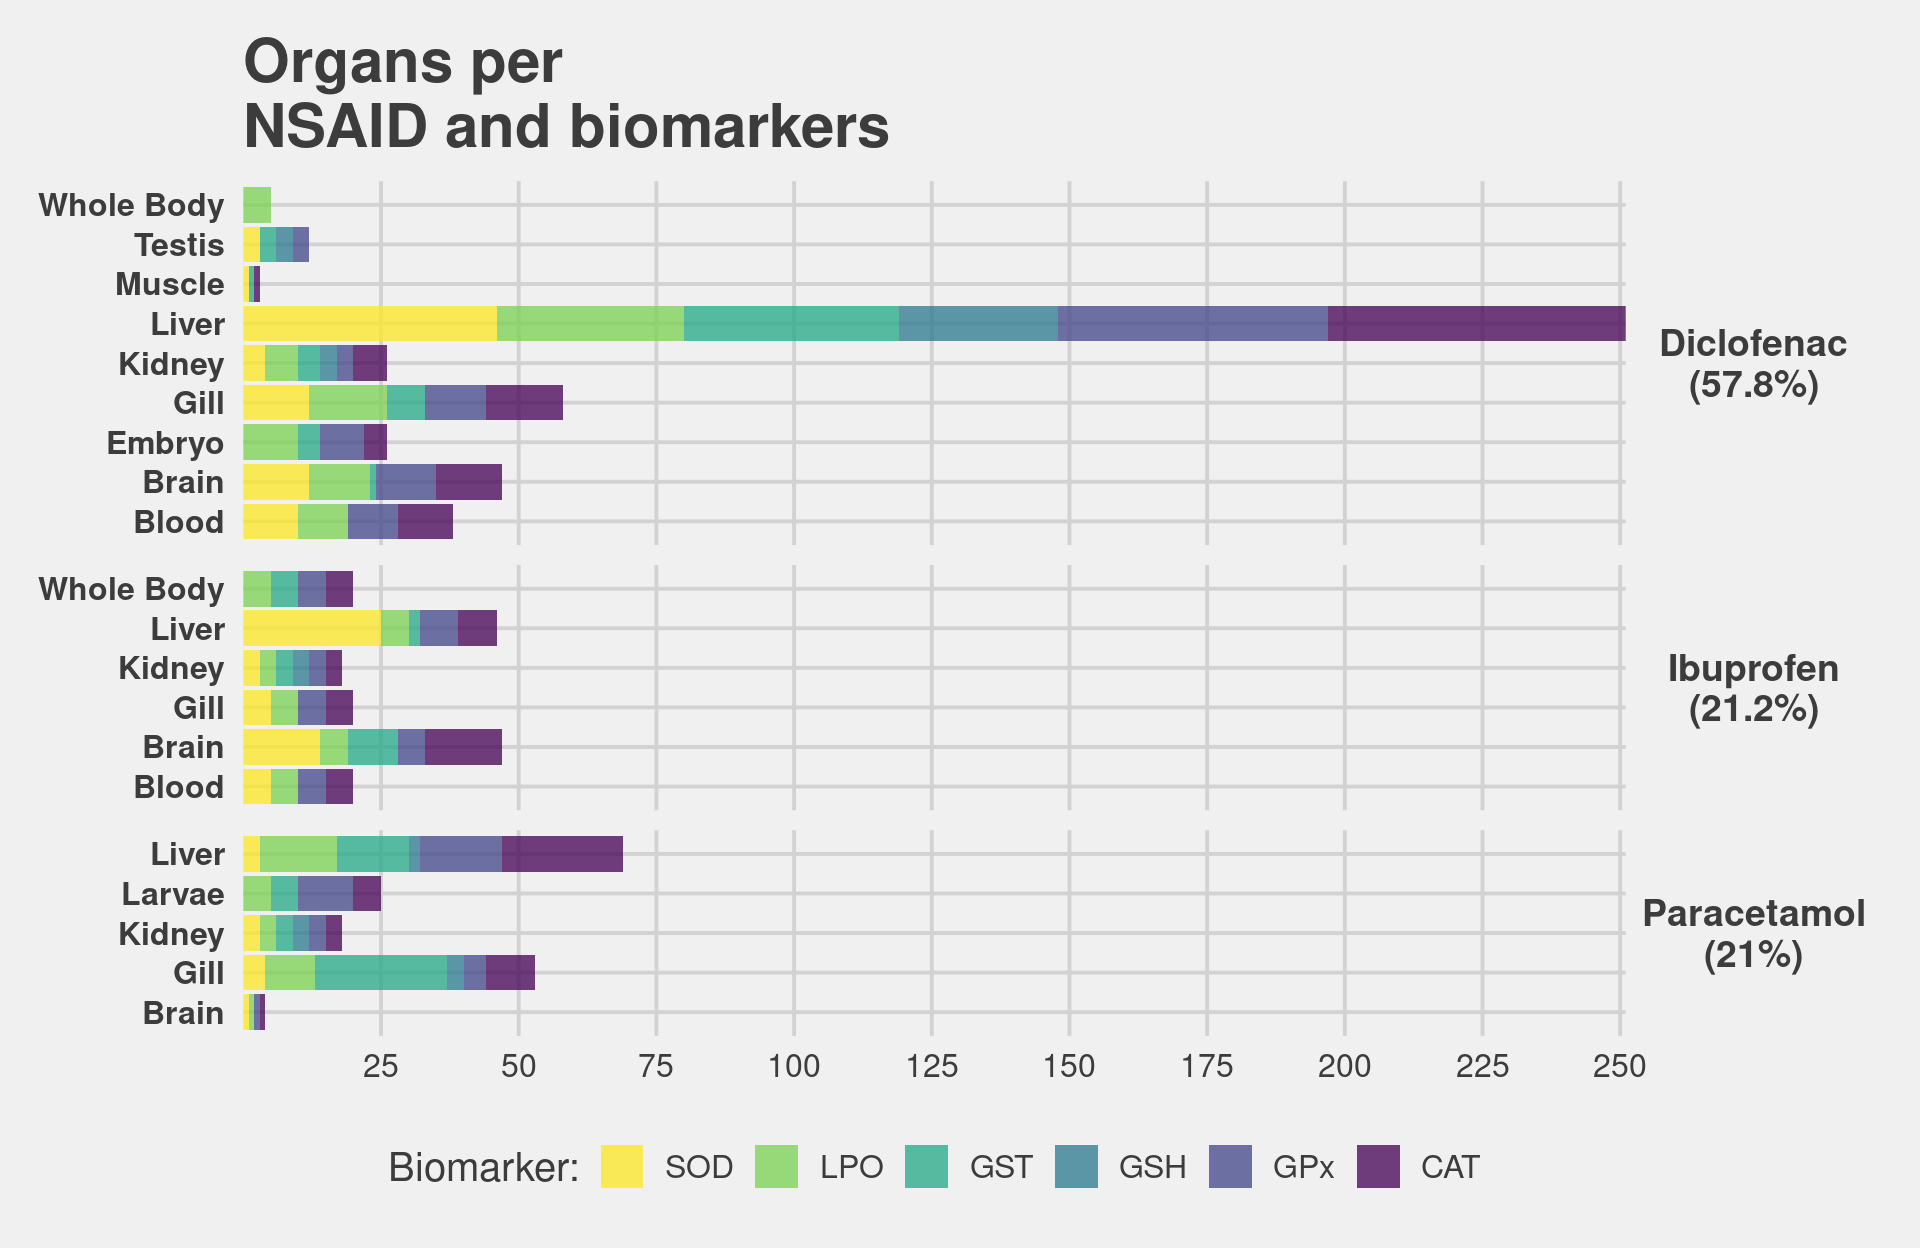 Organs per
NSAID and biomarkers
Whole Body
Testis
Muscle
Liver
Kidney
Gill
Embryo
Brain
Blood
Diclofenac
(57.8%)
Whole Body
Liver
Kidney
Gill
Brain
Blood
Ibuprofen
(21.2%)
Liver
Larvae
Kidney
Gill
Brain
Paracetamol
(21%)
25 50 75 100 125 150 175 200 225 250
Biomarker: SOD LPO GST GSH GPx CAT